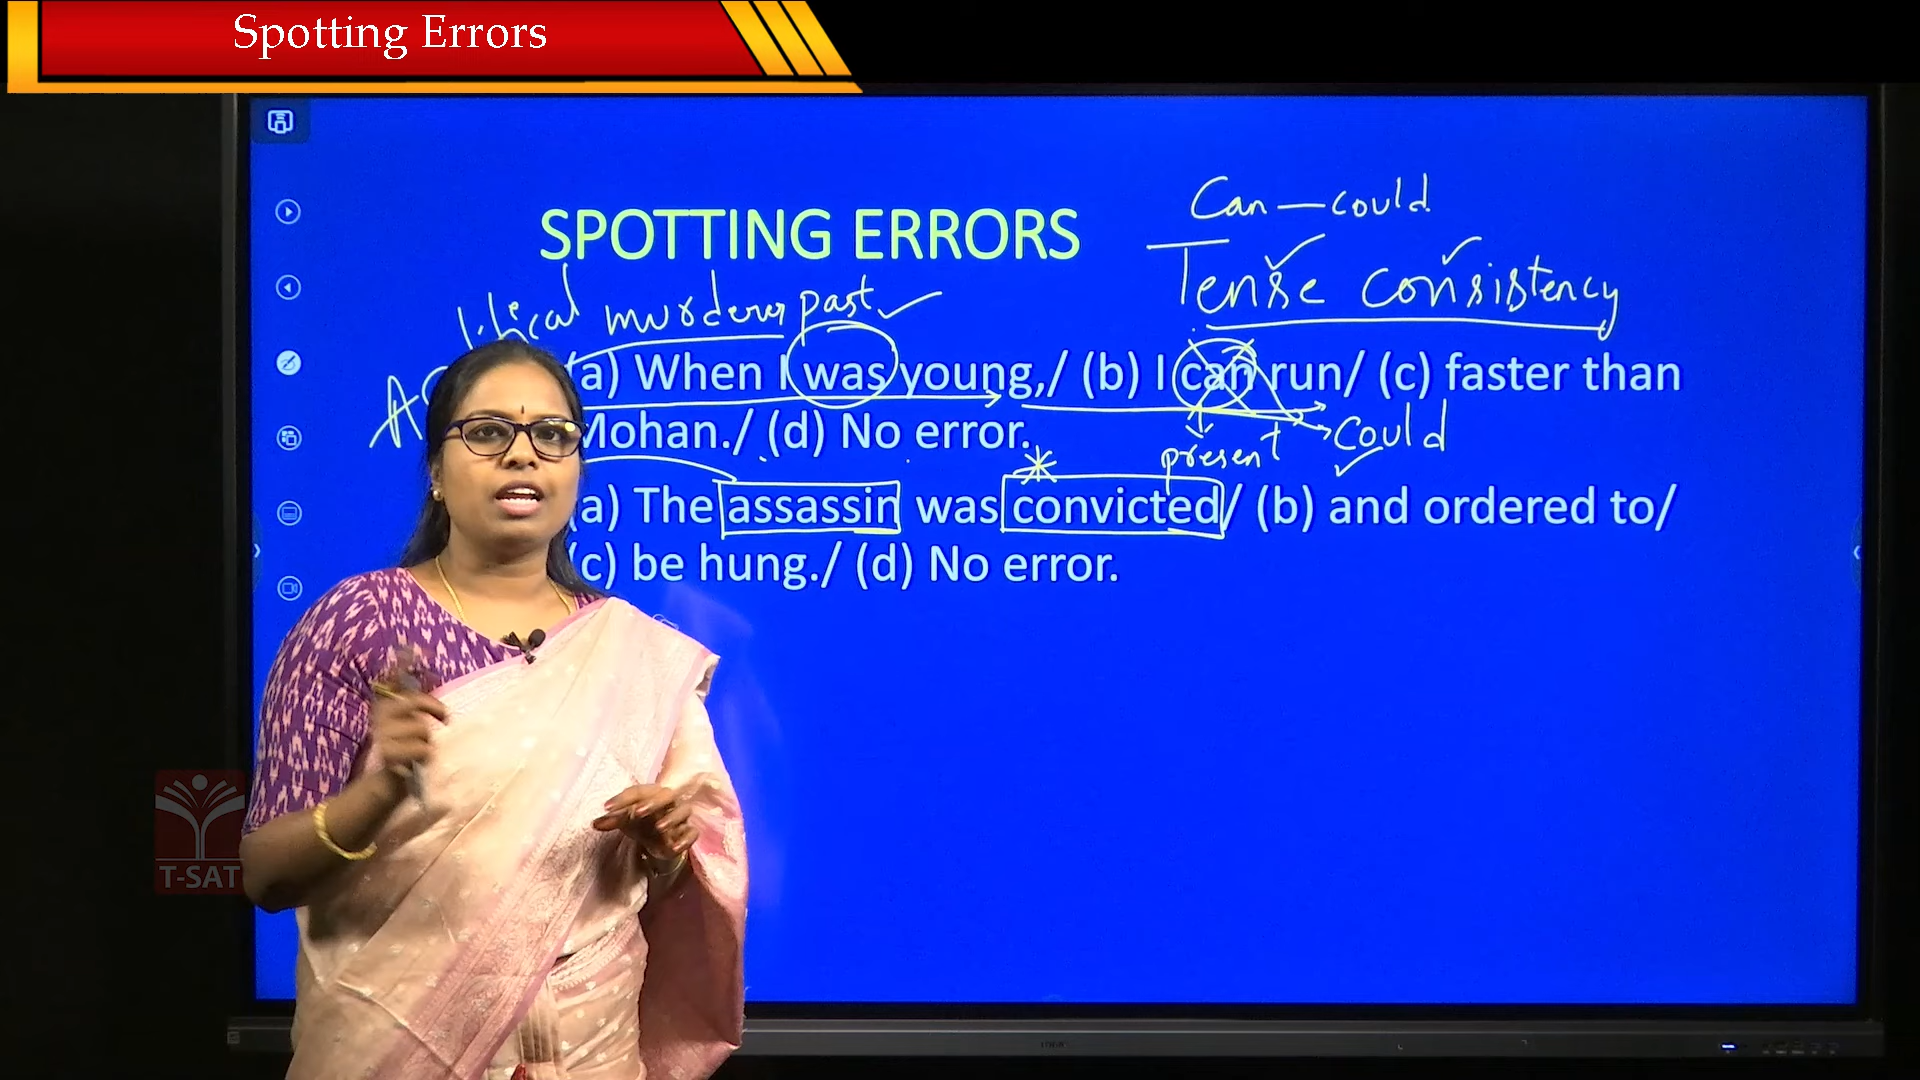 Spotting Errors
Can – could
SPOTTING ERRORS
Tense consistency
murderer past
(a) When I was young,/ (b) I can run/ (c) faster than
Mohan./ (d) No error.
could
present
(a) The assassin was convicted/ (b) and ordered to/
(c) be hung./ (d) No error.
T-SAT